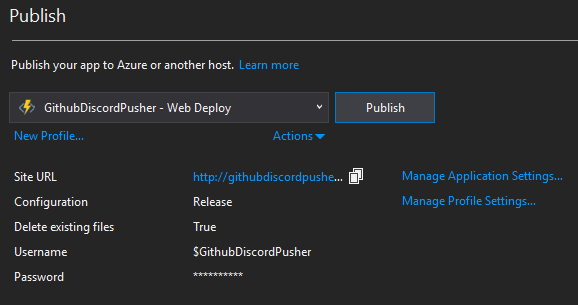 Publish
Publish your app to Azure or another host. Learn more
GithubDiscordPusher - Web Deploy Publish
New Profile... Actions
Site URL http://githubdiscordpushe... Manage Application Settings...
Configuration Release Manage Profile Settings...
Delete existing files True
Username $GithubDiscordPusher
Password **********